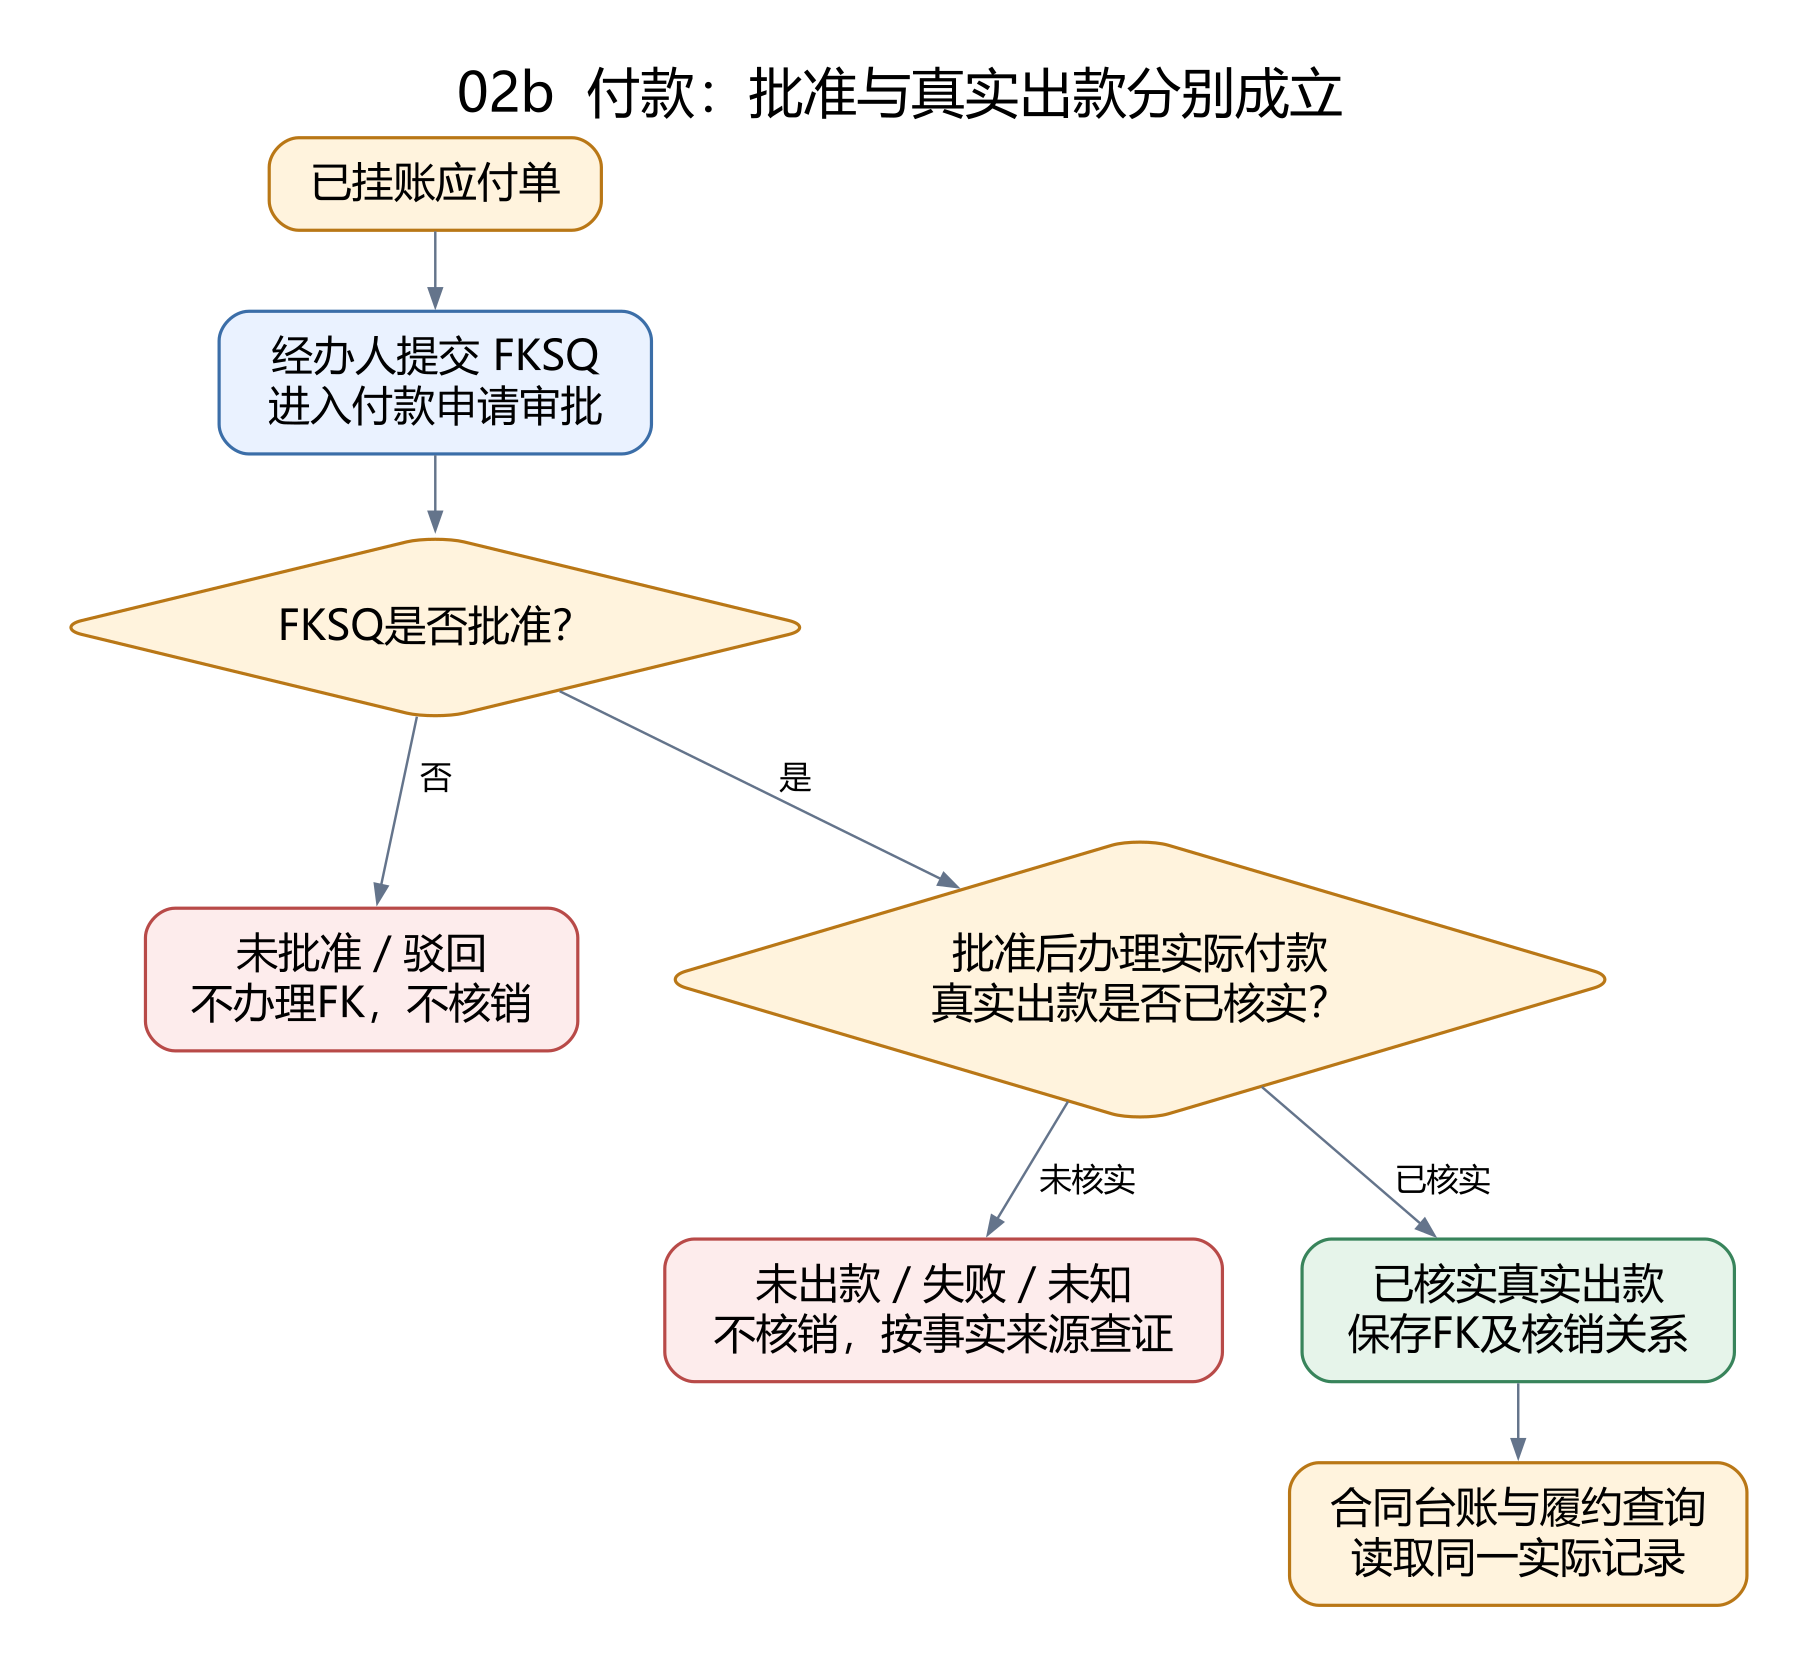 02b 付款：批准与真实出款分别成立
已挂账应付单
经办人提交 FKSQ
进入付款申请审批
FKSQ是否批准？
否
是
未批准 / 驳回
不办理FK，不核销
批准后办理实际付款
真实出款是否已核实？
未核实
已核实
未出款 / 失败 / 未知
不核销，按事实来源查证
已核实真实出款
保存FK及核销关系
合同台账与履约查询
读取同一实际记录